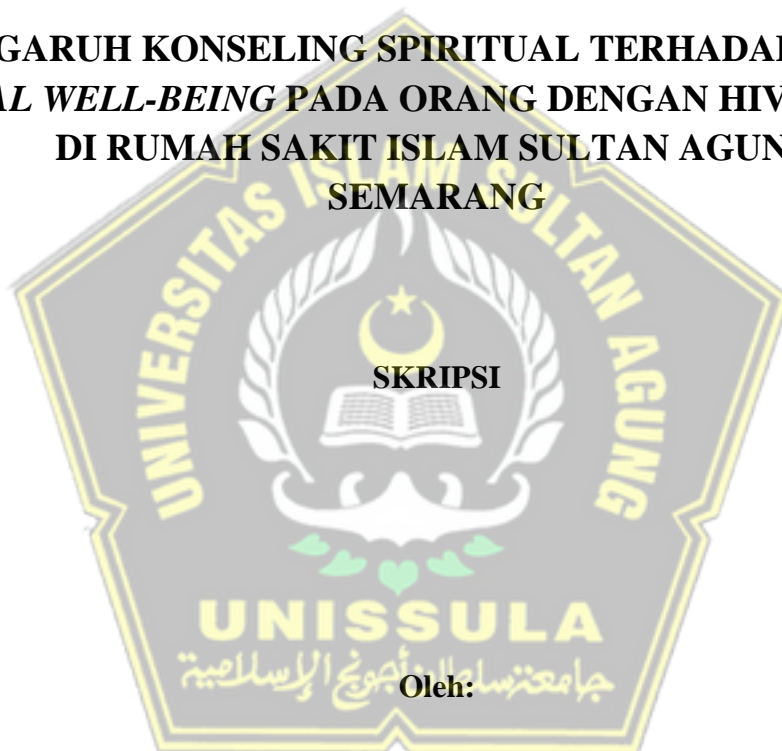 GARUH KONSELING SPIRITUAL TERHADA
AL WELL-BEING PADA ORANG DENGAN HIV
DI RUMAH SAKIT ISLAM SULTAN AGUN
SEMARANG
UNIVERSITAS ISLAM SULTAN AGUNG
SKRIPSI
UNISSULA
جامعة سلطان أجونج الإسلامية
Oleh: